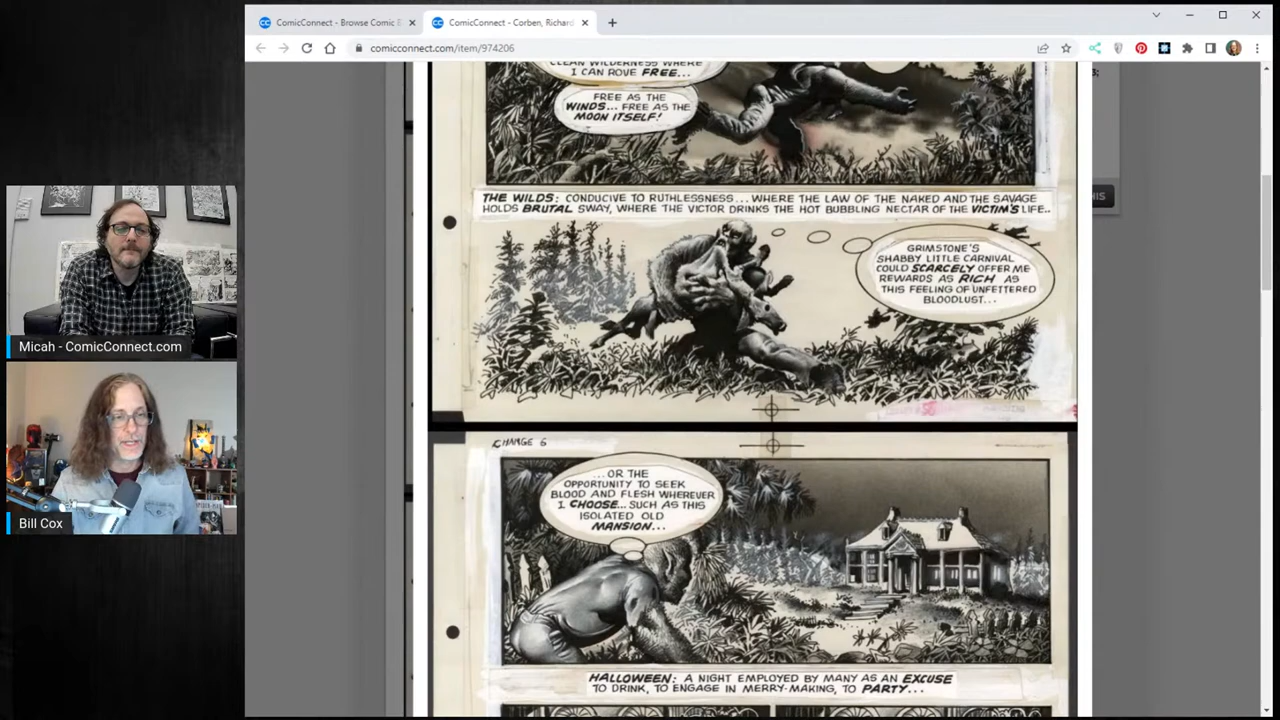 ComicConnect - Browse Comic
ComicConnect - Corben, Richard
comicconnect.com/item/974206
CLEAN WILDERNESS WHERE
I CAN ROVE FREE...
FREE AS THE
WINDS... FREE AS THE
MOON ITSELF!
THE WILDS: CONDUCIVE TO RUTHLESSNESS... WHERE THE LAW OF THE NAKED AND THE SAVAGE
HOLDS BRUTAL SWAY, WHERE THE VICTOR DRINKS THE HOT BUBBLING NECTAR OF THE VICTIM'S LIFE..
GRIMSTONE'S
SHABBY LITTLE CARNIVAL
COULD SCARCELY OFFER ME
REWARDS AS RICH AS
THIS FEELING OF UNFETTERED
BLOODLUST...
CHANGE 6
...OR THE
OPPORTUNITY TO SEEK
BLOOD AND FLESH WHEREVER
I CHOOSE... SUCH AS THIS
ISOLATED OLD
MANSION...
HALLOWEEN: A NIGHT EMPLOYED BY MANY AS AN EXCUSE
TO DRINK, TO ENGAGE IN MERRY-MAKING, TO PARTY...
Micah - ComicConnect.com
Bill Cox